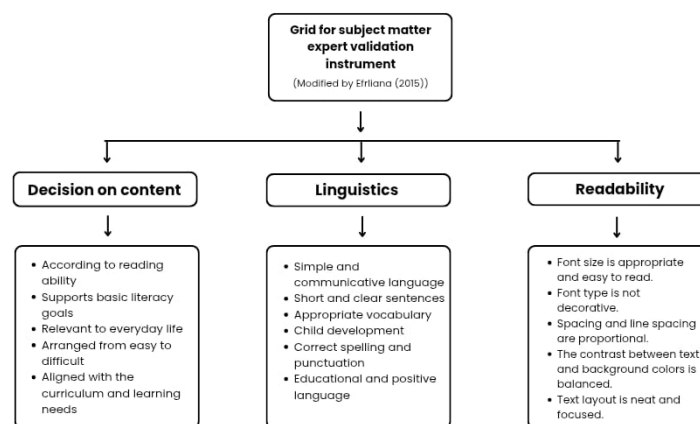 Grid for subject matter
expert validation
instrument
(Modified by Efrliana (2015))
Decision on content
Linguistics
Readability
• According to reading
ability
• Supports basic literacy
goals
• Relevant to everyday life
• Arranged from easy to
difficult
• Aligned with the
curriculum and learning
needs
• Simple and
communicative language
• Short and clear sentences
• Appropriate vocabulary
• Child development
• Correct spelling and
punctuation
• Educational and positive
language
• Font size is appropriate
and easy to read.
• Font type is not
decorative.
• Spacing and line spacing
are proportional.
• The contrast between text
and background colors is
balanced.
• Text layout is neat and
focused.